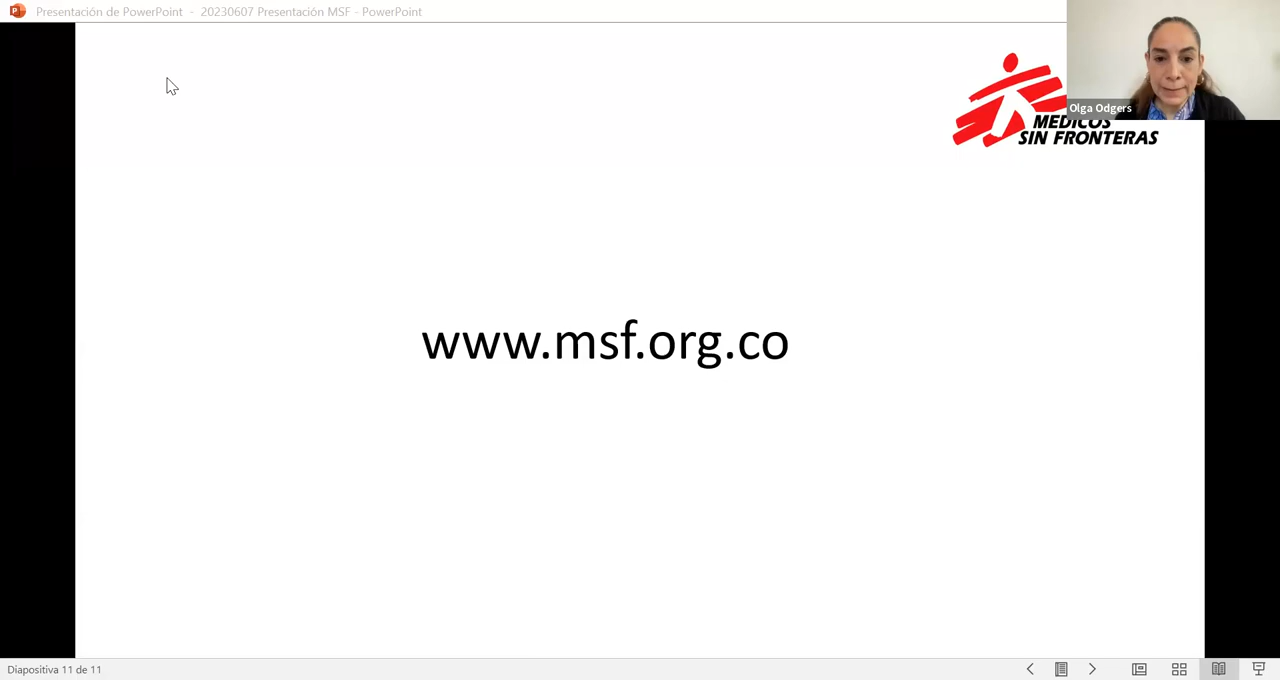 Presentación de PowerPoint - 20230607 Presentación MSF - PowerPoint
Olga Odgers
MEDICOS
SIN FRONTERAS
www.msf.org.co
Diapositiva 11 de 11